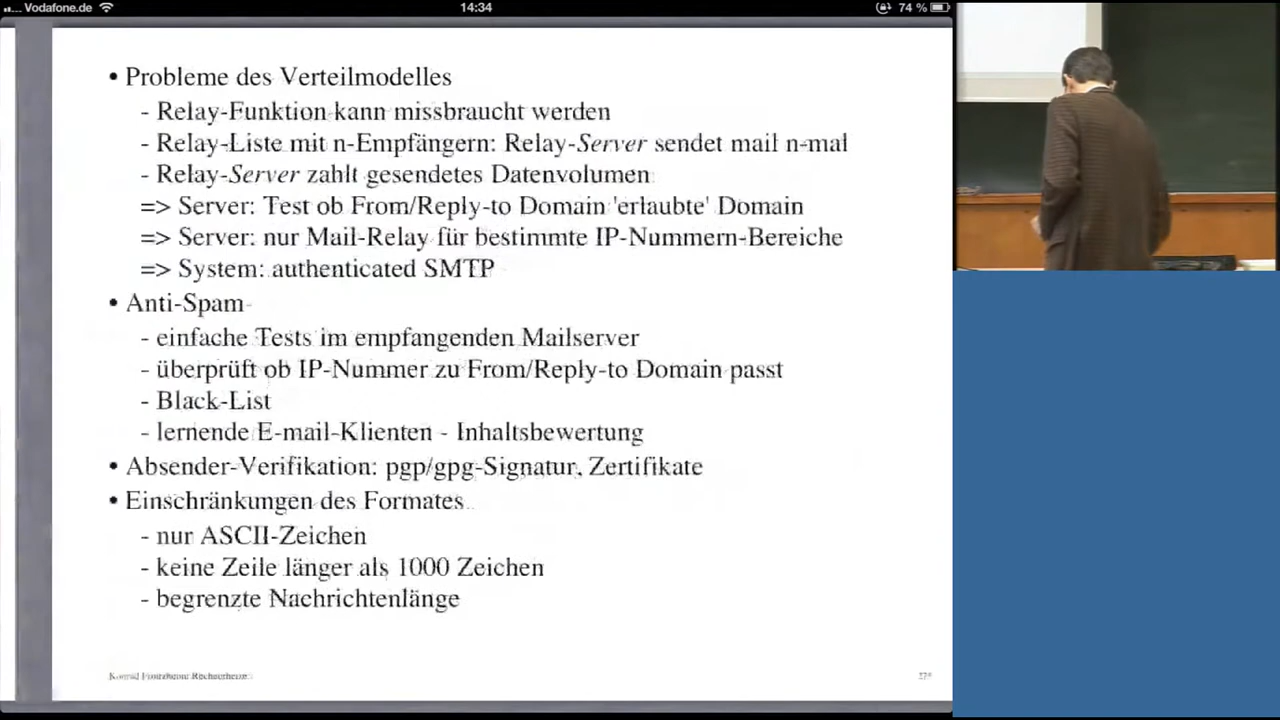 Vodafone.de 14:34 74 %
• Probleme des Verteilmodelles
- Relay-Funktion kann missbraucht werden
- Relay-Liste mit n-Empfängern: Relay-Server sendet mail n-mal
- Relay-Server zahlt gesendetes Datenvolumen
=> Server: Test ob From/Reply-to Domain 'erlaubte' Domain
=> Server: nur Mail-Relay für bestimmte IP-Nummern-Bereiche
=> System: authenticated SMTP
• Anti-Spam
- einfache Tests im empfangenden Mailserver
- überprüft ob IP-Nummer zu From/Reply-to Domain passt
- Black-List
- lernende E-mail-Klienten - Inhaltsbewertung
• Absender-Verifikation: pgp/gpg-Signatur, Zertifikate
• Einschränkungen des Formates
- nur ASCII-Zeichen
- keine Zeile länger als 1000 Zeichen
- begrenzte Nachrichtenlänge
Konrad